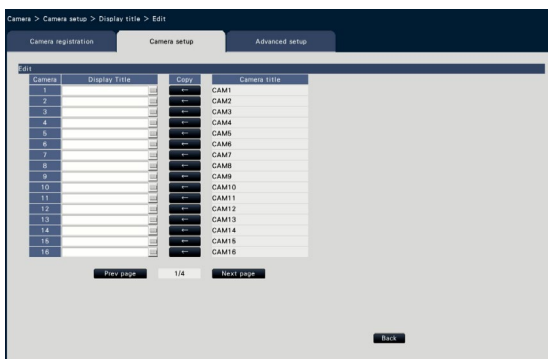 Camera > Camera setup > Display title > Edit
Camera registration Camera setup Advanced setup
Edit
Camera Display Title Copy Camera title
1 ← CAM1
2 ← CAM2
3 ← CAM3
4 ← CAM4
5 ← CAM5
6 ← CAM6
7 ← CAM7
8 ← CAM8
9 ← CAM9
10 ← CAM10
11 ← CAM11
12 ← CAM12
13 ← CAM13
14 ← CAM14
15 ← CAM15
16 ← CAM16
Prev page 1/4 Next page
Back